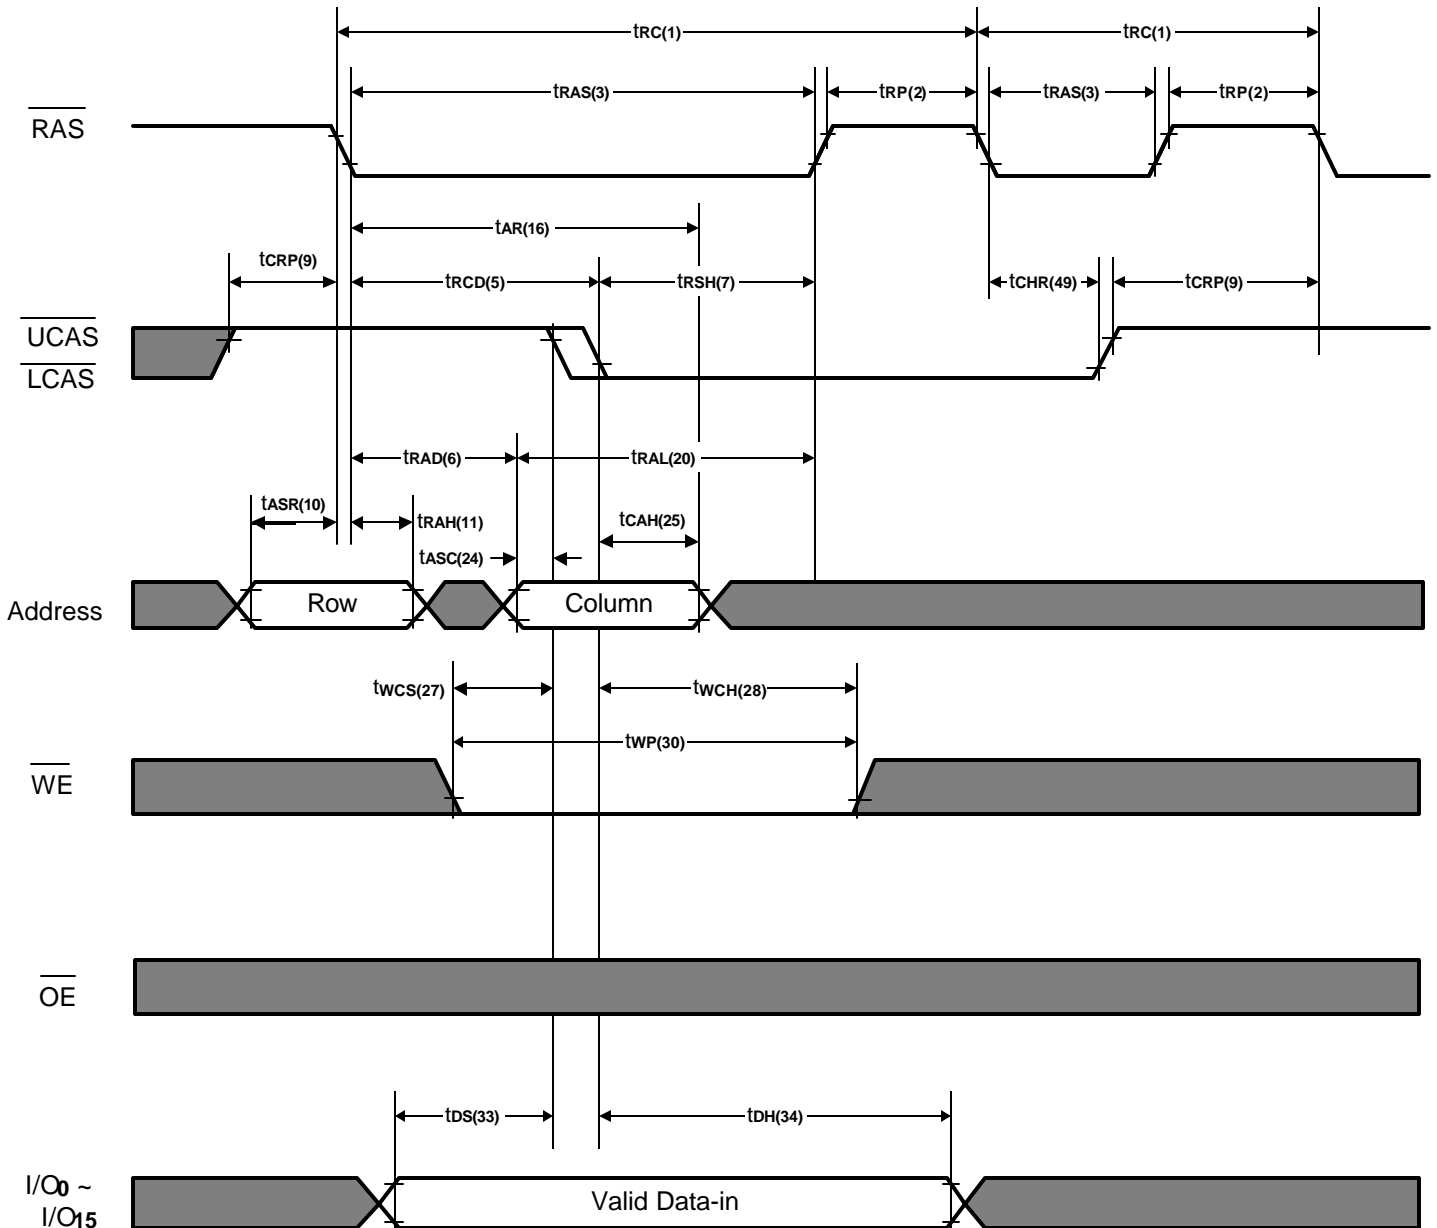 tRC(1) tRC(1)
tRAS(3) tRP(2) tRAS(3) tRP(2)
RAS
tAR(16)
tCRP(9) tRCD(5) tRSH(7) tCHR(49) tCRP(9)
UCAS
LCAS
tRAD(6) tRAL(20)
tASR(10) tRAH(11) tCAH(25)
tASC(24)
Address Row Column
tWCS(27) tWCH(28)
tWP(30)
WE
OE
tDS(33) tDH(34)
I/O0 ~
I/O15
Valid Data-in